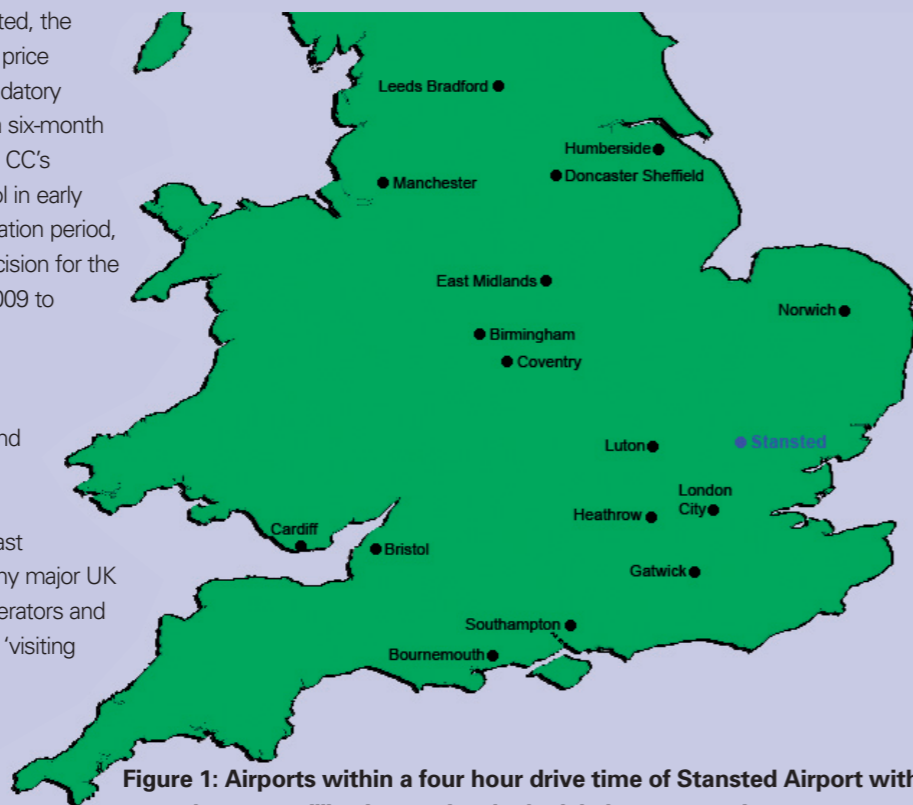 ted, the
price
datory
six-month
CC's
ol in early
ation period,
cision for the
009 to
nd
ast
ny major UK
erators and
'visiting
Leeds Bradford
Humberside
Manchester
Doncaster Sheffield
East Midlands
Norwich
Birmingham
Coventry
Luton
Stansted
London
City
Heathrow
Cardiff
Bristol
Gatwick
Southampton
Bournemouth
Figure 1: Airports within a four hour drive time of Stansted Airport with